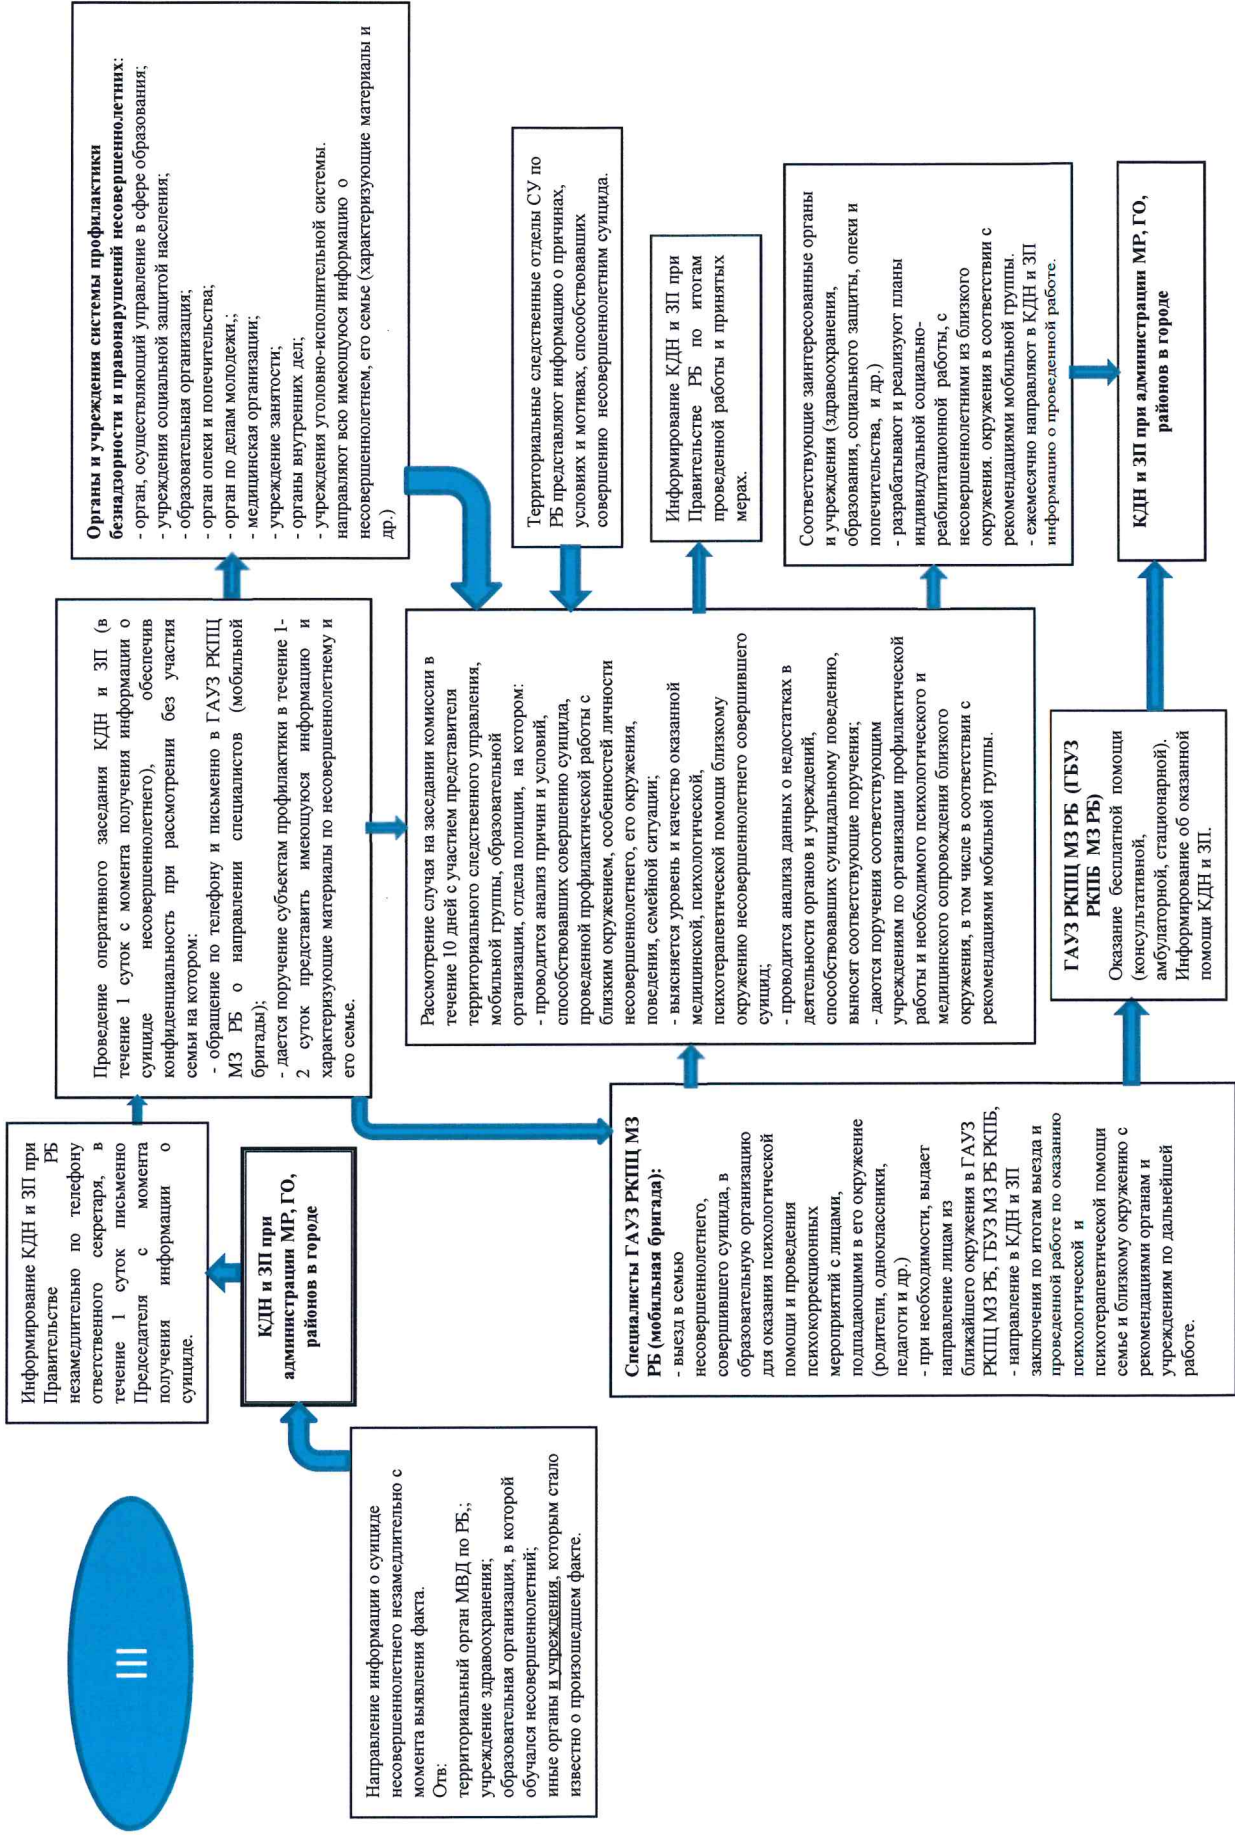 III
Направление информации о суициде
несовершеннолетнего незамедлительно с
момента выявления факта.
Отв:
территориальный орган МВД по РБ,;
учреждение здравоохранения;
образовательная организация, в которой
обучался несовершеннолетний;
иные органы и учреждения, которым стало
известно о произошедшем факте.
КДН и ЗП при
администрации МР, ГО,
районов в городе
Информирование КДН и ЗП при
Правительстве РБ
незамедлительно по телефону
ответственного секретаря, в
течение 1 суток письменно
Председателя с момента
получения информации о
суициде.
Проведение оперативного заседания КДН и ЗП (в
течение 1 суток с момента получения информации о
суициде несовершеннолетнего), обеспечив
конфиденциальность при рассмотрении без участия
семьи на котором:
- обращение по телефону и письменно в ГАУЗ РКПЦ
МЗ РБ о направлении специалистов (мобильной
бригады);
- дается поручение субъектам профилактики в течение 1-
2 суток представить имеющуюся информацию и
характеризующие материалы по несовершеннолетнему и
его семье.
Органы и учреждения системы профилактики
безнадзорности и правонарушений несовершеннолетних:
- орган, осуществляющий управление в сфере образования;
- учреждения социальной защитой населения;
- образовательная организация;
- орган опеки и попечительства;
- орган по делам молодежи,;
- медицинская организации;
- учреждение занятости;
- органы внутренних дел;
- учреждения уголовно-исполнительной системы.
направляют всю имеющуюся информацию о
несовершеннолетнем, его семье (характеризующие материалы и
др.)
Специалисты ГАУЗ РКПЦ МЗ
РБ (мобильная бригада):
- выезд в семью
несовершеннолетнего,
совершившего суицида, в
образовательную организацию
для оказания психологической
помощи и проведения
психокоррекционных
мероприятий с лицами,
подпадающими в его окружение
(родители, одноклассники,
педагоги и др.)
- при необходимости, выдает
направление лицам из
ближайшего окружения в ГАУЗ
РКПЦ МЗ РБ, ГБУЗ МЗ РБ РКПБ,
- направление в КДН и ЗП
заключения по итогам выезда и
проведенной работе по оказанию
психологической и
психотерапевтической помощи
семье и близкому окружению с
рекомендациями органам и
учреждениям по дальнейшей
работе.
Рассмотрение случая на заседании комиссии в
течение 10 дней с участием представителя
территориального следственного управления,
мобильной группы, образовательной
организации, отдела полиции, на котором:
- проводится анализ причин и условий,
способствовавших совершению суицида,
проведенной профилактической работы с
близким окружением, особенностей личности
несовершеннолетнего, его окружения,
поведения, семейной ситуации;
- выясняется уровень и качество оказанной
медицинской, психологической,
психотерапевтической помощи близкому
окружению несовершеннолетнего совершившего
суицид;
- проводится анализа данных о недостатках в
деятельности органов и учреждений,
способствовавших суицидальному поведению,
выносят соответствующие поручения;
- даются поручения соответствующим
учреждениям по организации профилактической
работы и необходимого психологического и
медицинского сопровождения близкого
окружения, в том числе в соответствии с
рекомендациями мобильной группы.
Территориальные следственные отделы СУ по
РБ представляют информацию о причинах,
условиях и мотивах, способствовавших
совершению несовершеннолетним суицида.
Информирование КДН и ЗП при
Правительстве РБ по итогам
проведенной работы и принятых
мерах.
Соответствующие заинтересованные органы
и учреждения (здравоохранения,
образования, социального защиты, опеки и
попечительства, и др.)
- разрабатывают и реализуют планы
индивидуальной социально-
реабилитационной работы, с
несовершеннолетними из близкого
окружения. окружения в соответствии с
рекомендациями мобильной группы.
- ежемесячно направляют в КДН и ЗП
информацию о проведенной работе.
ГАУЗ РКПЦ МЗ РБ (ГБУЗ
РКПБ МЗ РБ)
Оказание бесплатной помощи
(консультативной,
амбулаторной, стационарной).
Информирование об оказанной
помощи КДН и ЗП.
КДН и ЗП при администрации МР, ГО,
районов в городе